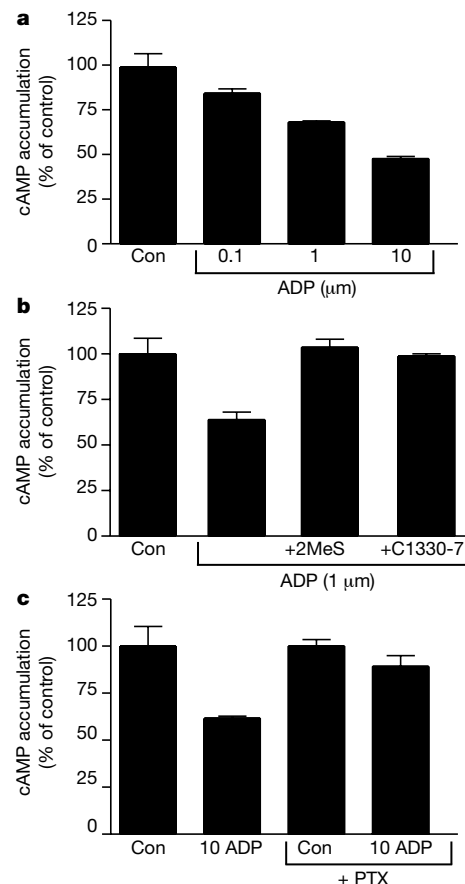 a
cAMP accumulation
(% of control)
125
100
75
50
25
0
Con
0.1
1
10
ADP (μm)
b
cAMP accumulation
(% of control)
125
100
75
50
25
0
Con
+2MeS
+C1330-7
ADP (1 μm)
c
cAMP accumulation
(% of control)
125
100
75
50
25
0
Con
10 ADP
Con
10 ADP
+ PTX